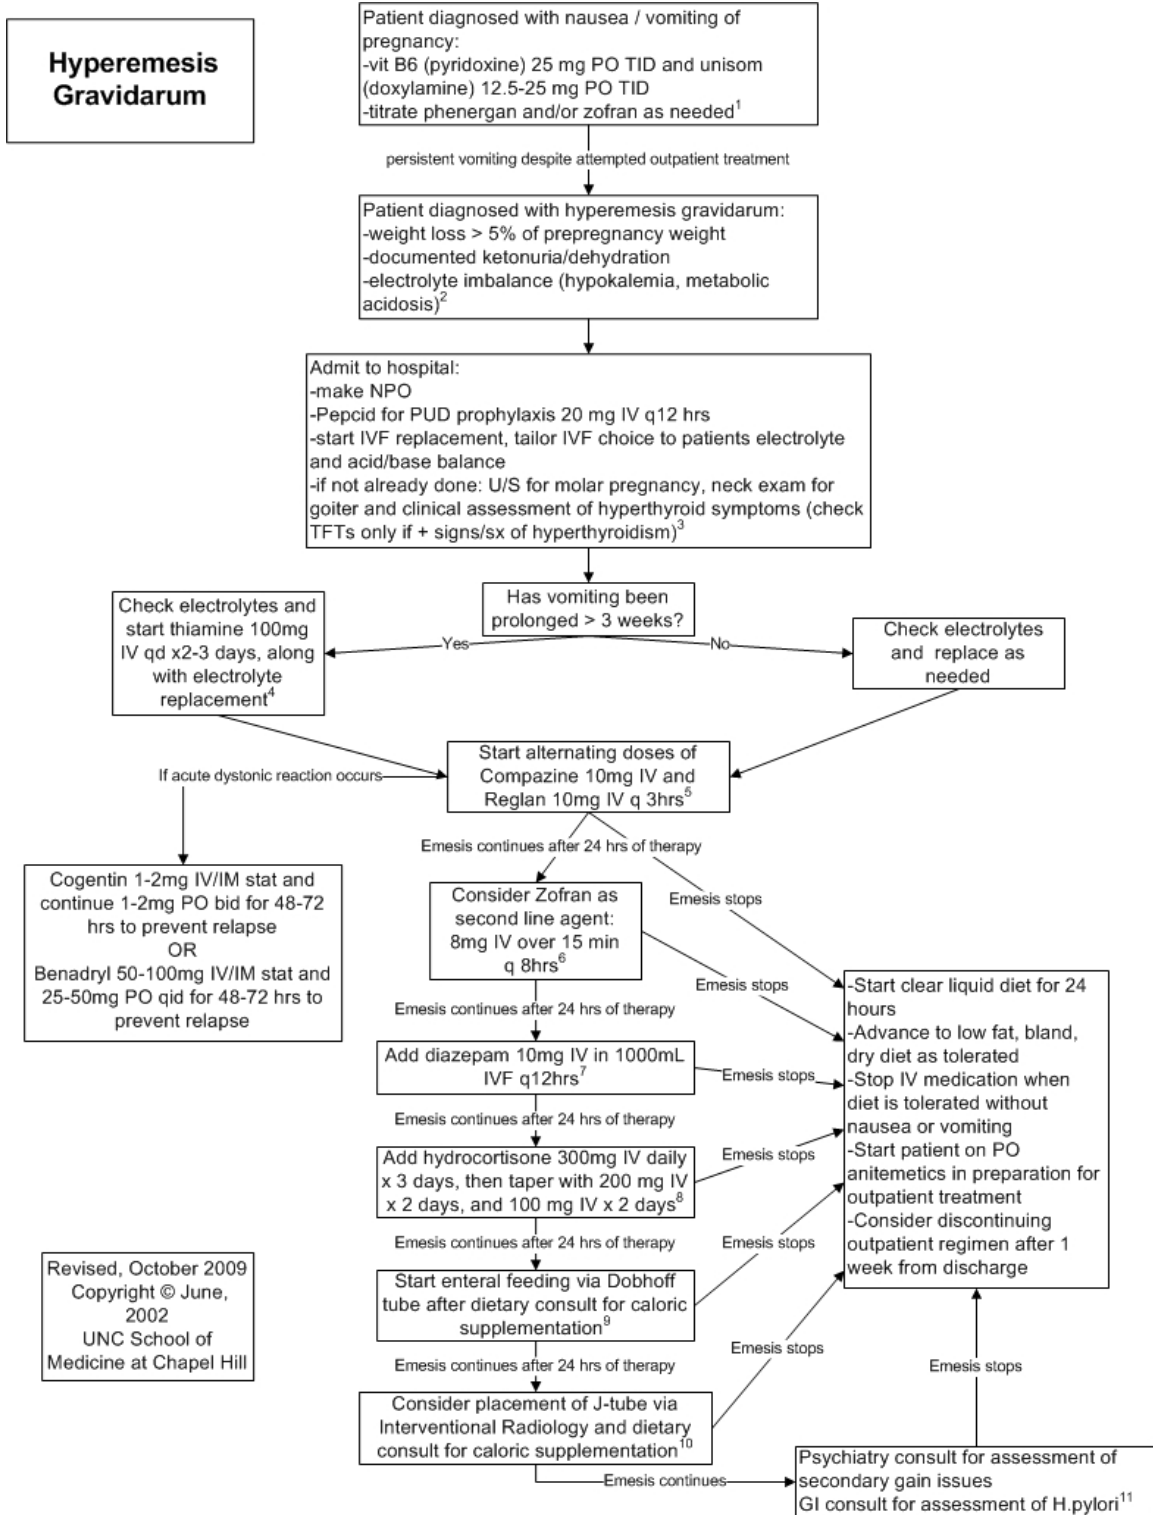 Hyperemesis
Gravidarum
Patient diagnosed with nausea / vomiting of
pregnancy:
-vit B6 (pyridoxine) 25 mg PO TID and unisom
(doxylamine) 12.5-25 mg PO TID
-titrate phenergan and/or zofran as needed1
persistent vomiting despite attempted outpatient treatment
Patient diagnosed with hyperemesis gravidarum:
-weight loss > 5% of prepregnancy weight
-documented ketonuria/dehydration
-electrolyte imbalance (hypokalemia, metabolic
acidosis)2
Admit to hospital:
-make NPO
-Pepcid for PUD prophylaxis 20 mg IV q12 hrs
-start IVF replacement, tailor IVF choice to patients electrolyte
and acid/base balance
-if not already done: U/S for molar pregnancy, neck exam for
goiter and clinical assessment of hyperthyroid symptoms (check
TFTs only if + signs/sx of hyperthyroidism)3
Has vomiting been
prolonged > 3 weeks?
Yes
No
Check electrolytes and
start thiamine 100mg
IV qd x2-3 days, along
with electrolyte
replacement4
Check electrolytes
and replace as
needed
Start alternating doses of
Compazine 10mg IV and
Reglan 10mg IV q 3hrs5
If acute dystonic reaction occurs
Cogentin 1-2mg IV/IM stat and
continue 1-2mg PO bid for 48-72
hrs to prevent relapse
OR
Benadryl 50-100mg IV/IM stat and
25-50mg PO qid for 48-72 hrs to
prevent relapse
Emesis continues after 24 hrs of therapy
Emesis stops
Consider Zofran as
second line agent:
8mg IV over 15 min
q 8hrs6
Emesis stops
Emesis continues after 24 hrs of therapy
Add diazepam 10mg IV in 1000mL
IVF q12hrs7
Emesis stops
Emesis continues after 24 hrs of therapy
Add hydrocortisone 300mg IV daily
x 3 days, then taper with 200 mg IV
x 2 days, and 100 mg IV x 2 days8
Emesis stops
Emesis continues after 24 hrs of therapy
Start enteral feeding via Dobhoff
tube after dietary consult for caloric
supplementation9
Emesis stops
Emesis continues after 24 hrs of therapy
Consider placement of J-tube via
Interventional Radiology and dietary
consult for caloric supplementation10
Emesis stops
Emesis continues
-Start clear liquid diet for 24
hours
-Advance to low fat, bland,
dry diet as tolerated
-Stop IV medication when
diet is tolerated without
nausea or vomiting
-Start patient on PO
anitemetics in preparation for
outpatient treatment
-Consider discontinuing
outpatient regimen after 1
week from discharge
Emesis stops
Psychiatry consult for assessment of
secondary gain issues
GI consult for assessment of H.pylori11
Revised, October 2009
Copyright © June,
2002
UNC School of
Medicine at Chapel Hill